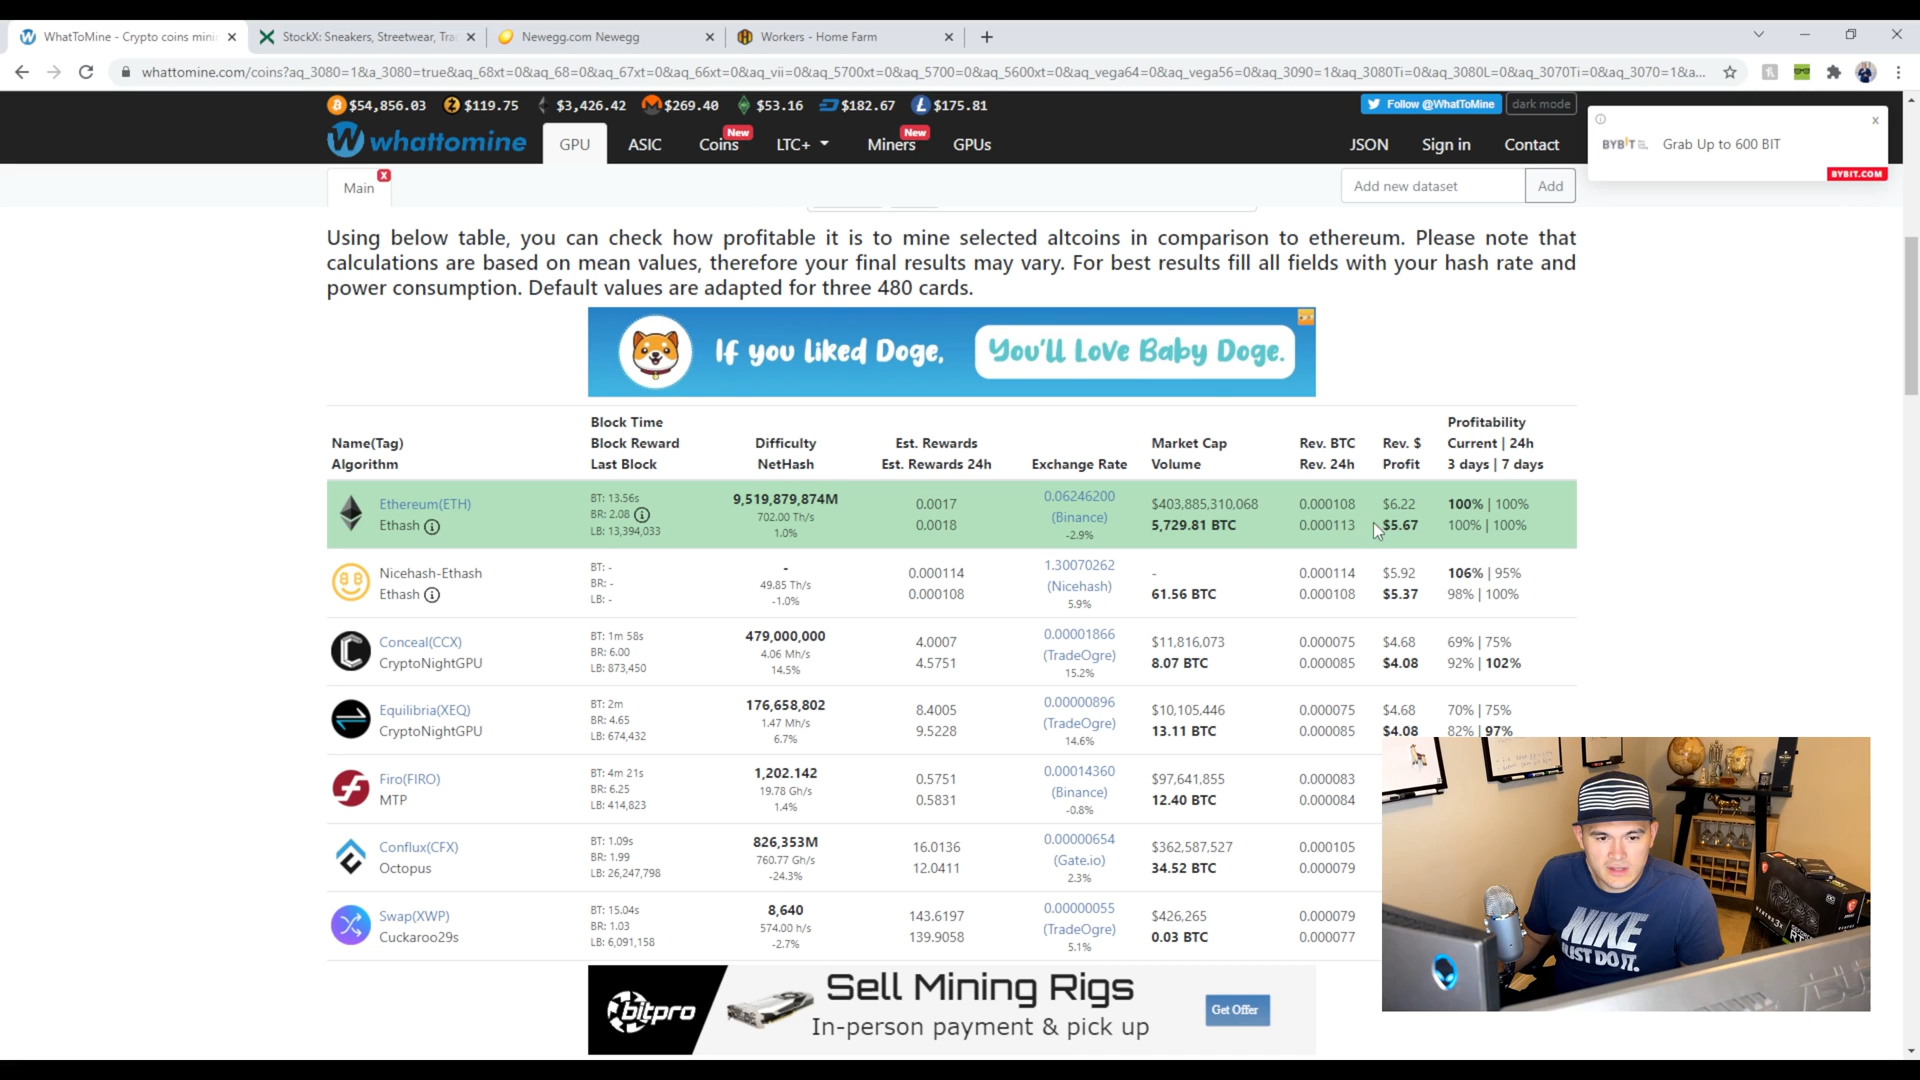 WhatToMine - Crypto coins mini
StockX: Sneakers, Streetwear, Tra
Newegg.com Newegg
Workers - Home Farm
whattomine.com/coins?aq_3080=1&a_3080=true&aq_68xt=0&aq_68=0&aq_67xt=0&aq_66xt=0&aq_vii=0&aq_5700xt=0&aq_5700=0&aq_5600xt=0&aq_vega64=0&aq_vega56=0&aq_3090=1&aq_3080Ti=0&aq_3080L=0&aq_3070Ti=0&aq_3070=1&a...
$54,856.03 $119.75 $3,426.42 $269.40 $53.16 $182.67 $175.81
Follow @WhatToMine dark mode
whattomine
GPU ASIC Coins New LTC+ Miners New GPUs
JSON Sign in Contact
BYBIT Grab Up to 600 BIT
BYBIT.COM
Main
Add new dataset Add
Using below table, you can check how profitable it is to mine selected altcoins in comparison to ethereum. Please note that
calculations are based on mean values, therefore your final results may vary. For best results fill all fields with your hash rate and
power consumption. Default values are adapted for three 480 cards.
If you liked Doge, You'll Love Baby Doge.
Block Time Profitability
Name(Tag) Block Reward Difficulty Est. Rewards Market Cap Rev. BTC Rev. $ Current | 24h
Algorithm Last Block NetHash Est. Rewards 24h Exchange Rate Volume Rev. 24h Profit 3 days | 7 days
Ethereum(ETH) BT: 13.56s 9,519,879,874M 0.0017 0.06246200 $403,885,310,068 0.000108 $6.22 100% | 100%
BR: 2.08 702.00 Th/s (Binance)
Ethash LB: 13,394,033 1.0% 0.0018 -2.9% 5,729.81 BTC 0.000113 $5.67 100% | 100%
Nicehash-Ethash BT: - - 0.000114 1.30070262 - 0.000114 $5.92 106% | 95%
BR: - 49.85 Th/s (Nicehash)
Ethash LB: - -1.0% 0.000108 5.9% 61.56 BTC 0.000108 $5.37 98% | 100%
Conceal(CCX) BT: 1m 58s 479,000,000 4.0007 0.00001866 $11,816,073 0.000075 $4.68 69% | 75%
BR: 6.00 4.06 Mh/s (TradeOgre)
CryptoNightGPU LB: 873,450 14.5% 4.5751 15.2% 8.07 BTC 0.000085 $4.08 92% | 102%
Equilibria(XEQ) BT: 2m 176,658,802 8.4005 0.00000896 $10,105,446 0.000075 $4.68 70% | 75%
BR: 4.65 1.47 Mh/s (TradeOgre)
CryptoNightGPU LB: 674,432 6.7% 9.5228 14.6% 13.11 BTC 0.000085 $4.08 82% | 97%
Firo(FIRO) BT: 4m 21s 1,202.142 0.5751 0.00014360 $97,641,855 0.000083
BR: 6.25 19.78 Gh/s (Binance)
MTP LB: 414,823 1.4% 0.5831 -0.8% 12.40 BTC 0.000084
Conflux(CFX) BT: 1.09s 826,353M 16.0136 0.00000654 $362,587,527 0.000105
BR: 1.99 760.77 Gh/s (Gate.io)
Octopus LB: 26,247,798 -24.3% 12.0411 2.3% 34.52 BTC 0.000079
Swap(XWP) BT: 15.04s 8,640 143.6197 0.00000055 $426,265 0.000079
BR: 1.03 574.00 h/s (TradeOgre)
Cuckaroo29s LB: 6,091,158 -2.7% 139.9058 5.1% 0.03 BTC 0.000077
NIKE
JUST DO IT.
bitpro Sell Mining Rigs
In-person payment & pick up
Get Offer